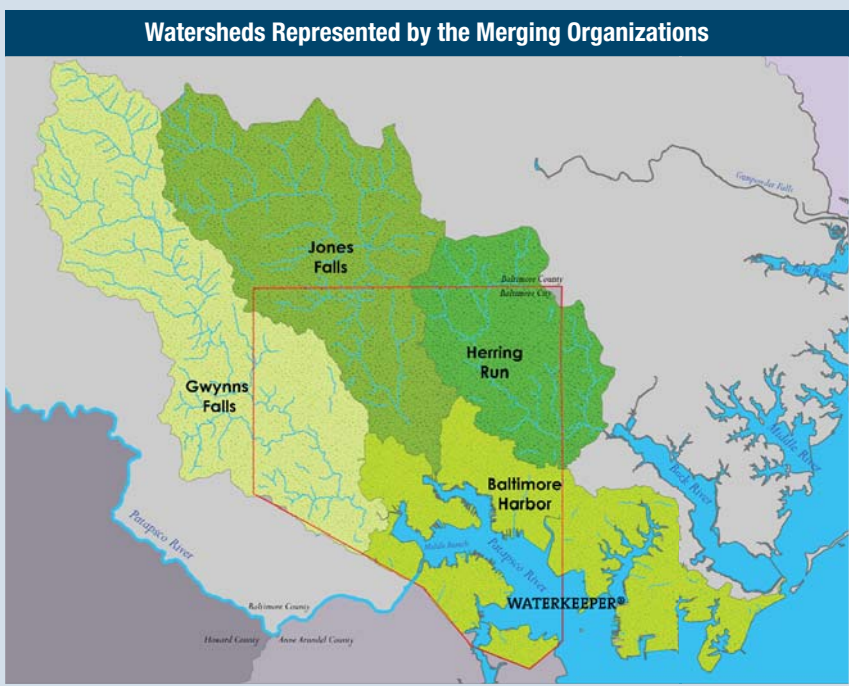 Watersheds Represented by the Merging Organizations
Gunpowder Falls
Jones
Falls
Baltimore County
Baltimore City
Herring
Run
Gwynns
Falls
Middle River
Back River
Baltimore
Harbor
Patapsco River
Middle Branch
Patapsco River
WATERKEEPER®
Baltimore County
Howard County
Anne Arundel County